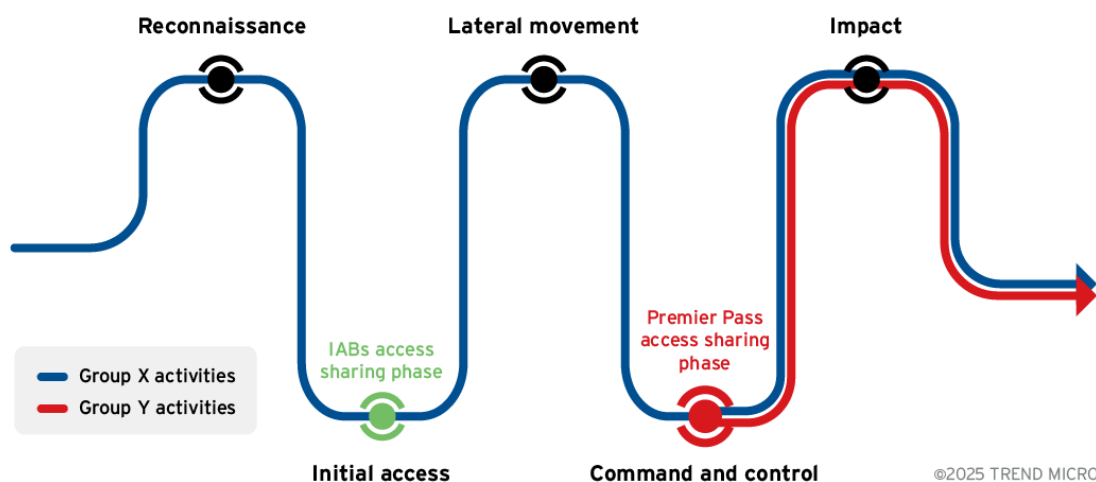 Reconnaissance
Lateral movement
Impact
IABs access
sharing phase
Premier Pass
access sharing
phase
Group X activities
Group Y activities
Initial access
Command and control
©2025 TREND MICRO